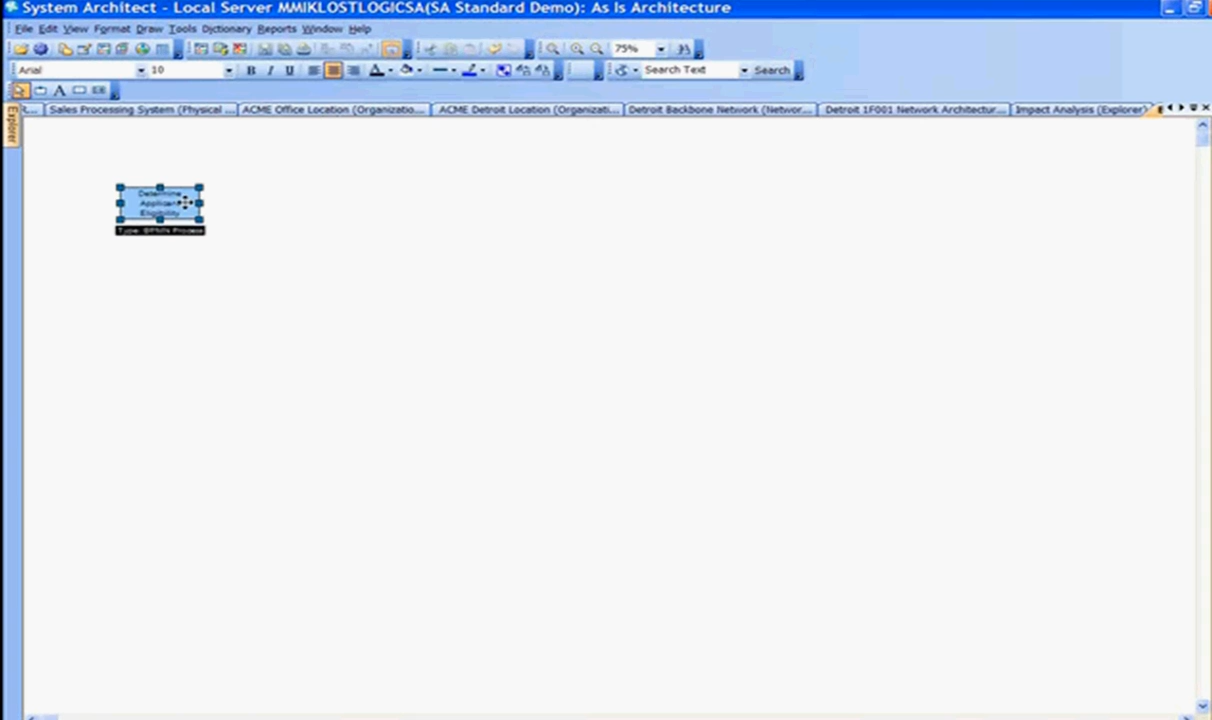 System Architect - Local Server MMIKLOSTLOGICSA(SA Standard Demo): As Is Architecture
File Edit View Format Draw Tools Dictionary Reports Window Help
75%
Arial 10 B I U A Search Text Search
A
Sales Processing System (Physical ... ACME Office Location (Organizatio... ACME Detroit Location (Organizati... Detroit Backbone Network (Networ... Detroit 1F001 Network Architectur... Impact Analysis (Explorer)
Explorer
Determine
Applicant
Eligibility
Type: BPMN Process